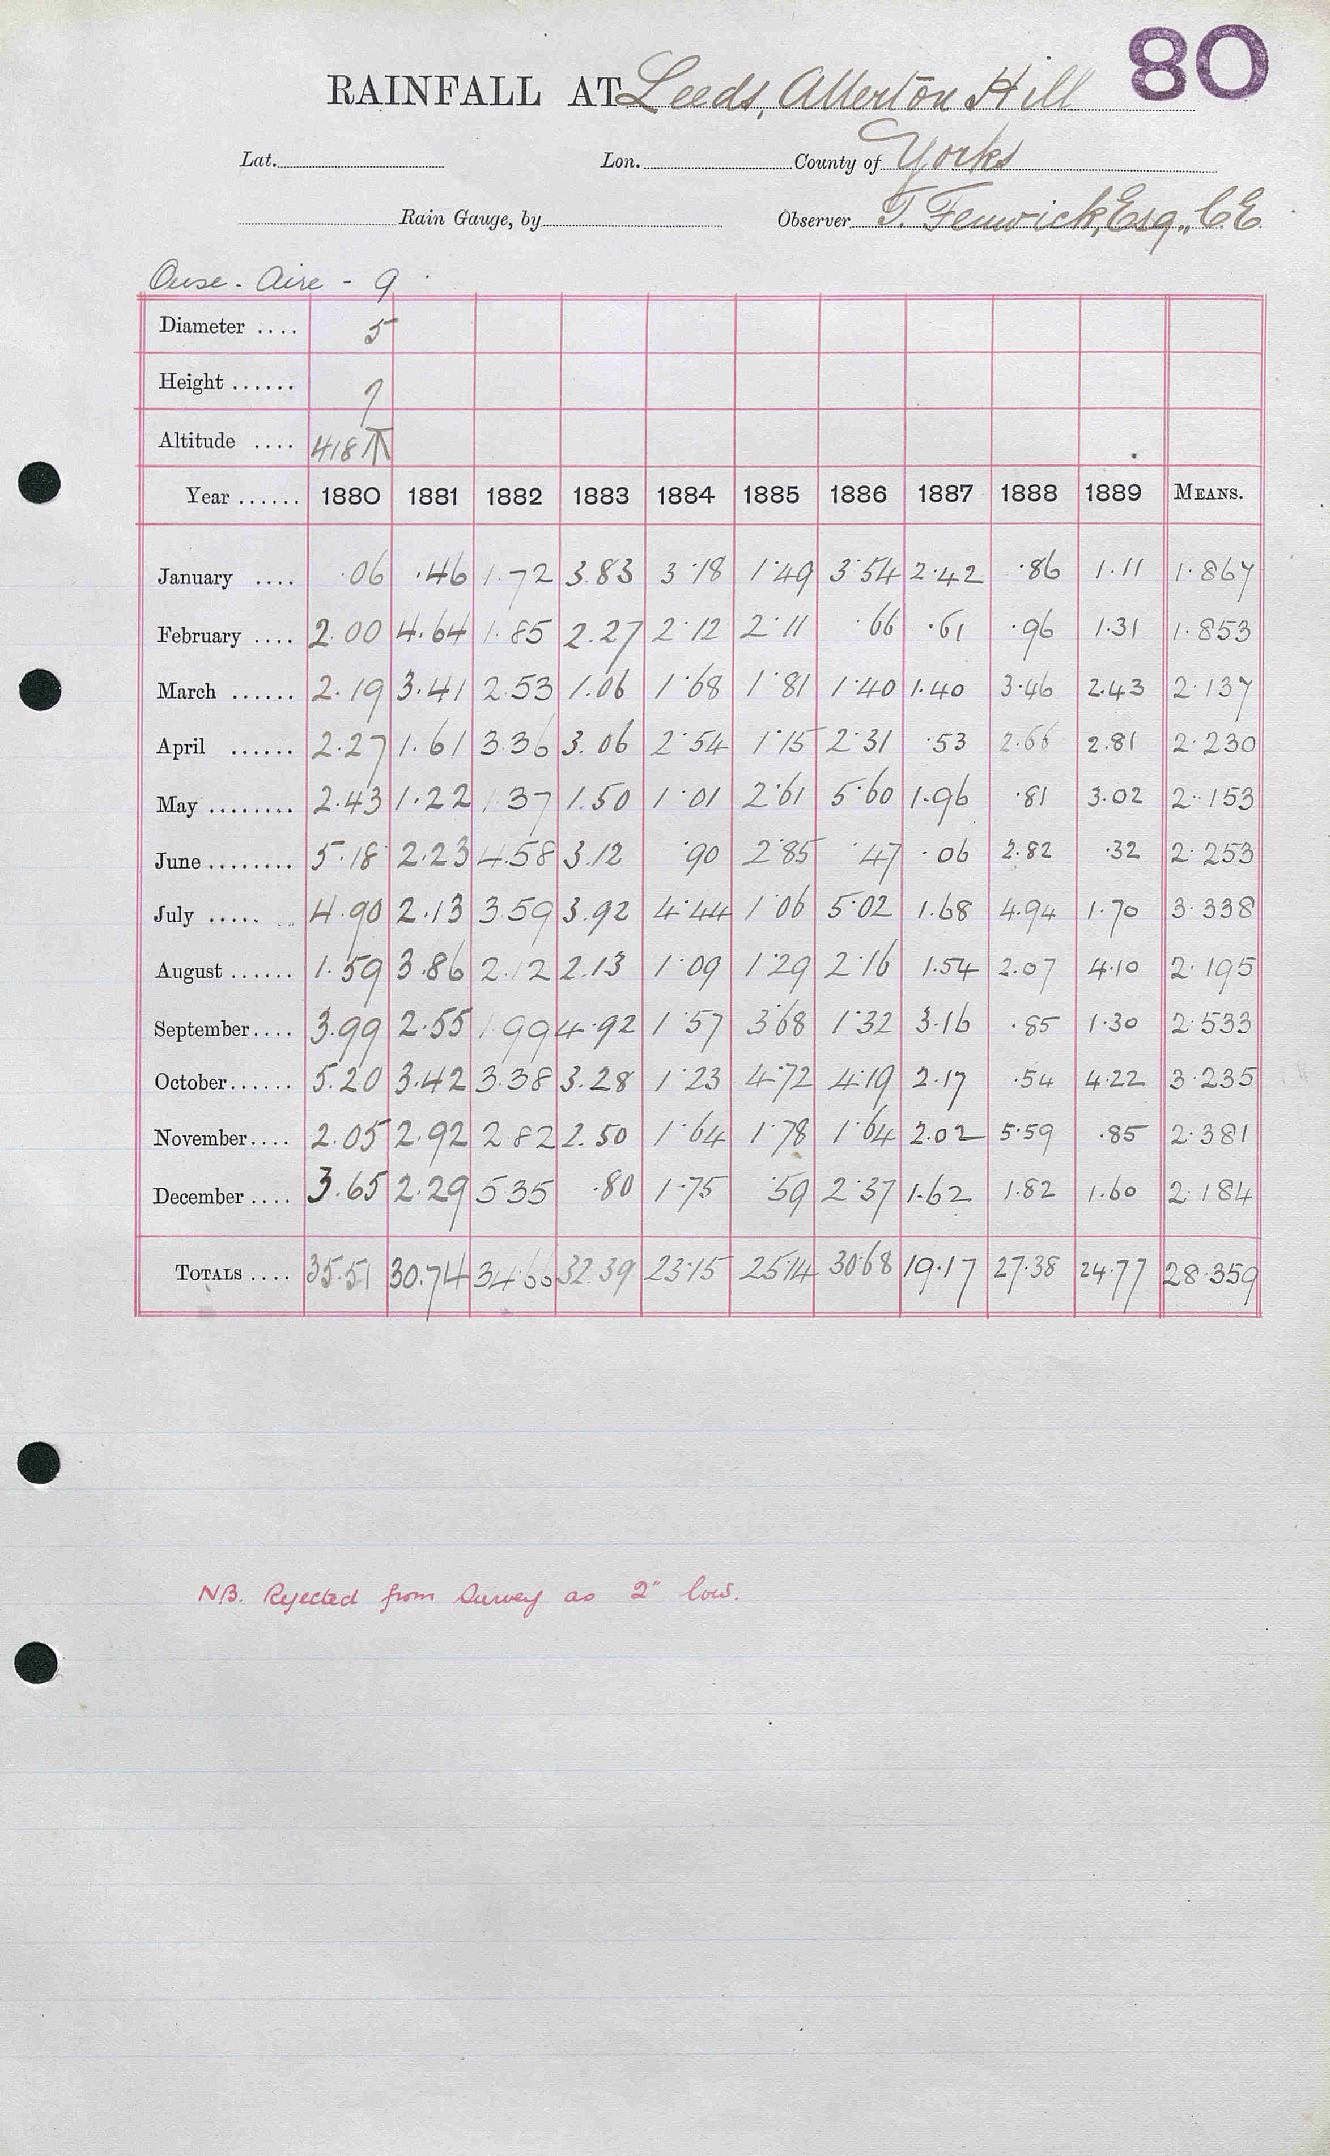 80
RAINFALL AT Leeds, Allerton Hill
Lat. Lon. County of Yorks
Rain Gauge, by Observer T. Fenwick, Esq., C.E.
Ouse - Aire - 9
Diameter .... 5
Height ...... ?
Altitude .... 418
Year ...... 1880 1881 1882 1883 1884 1885 1886 1887 1888 1889 MEANS.
January .... .06 .46 1.72 3.83 3.18 1.49 3.54 2.42 .86 1.11 1.867
February .... 2.00 4.64 1.85 2.27 2.12 2.11 .66 .61 .96 1.31 1.853
March ...... 2.19 3.41 2.53 1.06 1.68 1.81 1.40 1.40 3.46 2.43 2.137
April ...... 2.27 1.61 3.36 3.06 2.54 1.15 2.31 .53 2.66 2.81 2.230
May ........ 2.43 1.22 1.37 1.50 1.01 2.61 5.60 1.96 .81 3.02 2.153
June ........ 5.18 2.23 4.58 3.12 .90 2.85 .47 .06 2.82 .32 2.253
July ..... 4.90 2.13 3.59 3.92 4.44 1.06 5.02 1.68 4.94 1.70 3.338
August ...... 1.59 3.86 2.12 2.13 1.09 1.29 2.16 1.54 2.07 4.10 2.195
September.... 3.99 2.55 1.99 4.92 1.57 3.68 1.32 3.16 .85 1.30 2.533
October...... 5.20 3.42 3.38 3.28 1.23 4.72 4.19 2.17 .54 4.22 3.235
November.... 2.05 2.92 2.82 2.50 1.64 1.78 1.64 2.02 5.59 .85 2.381
December .... 3.65 2.29 5.35 .80 1.75 .59 2.37 1.62 1.82 1.60 2.184
TOTALS .... 35.51 30.74 34.66 32.39 23.15 25.14 30.68 19.17 27.38 24.77 28.359
NB. Rejected from Survey as 2" low.